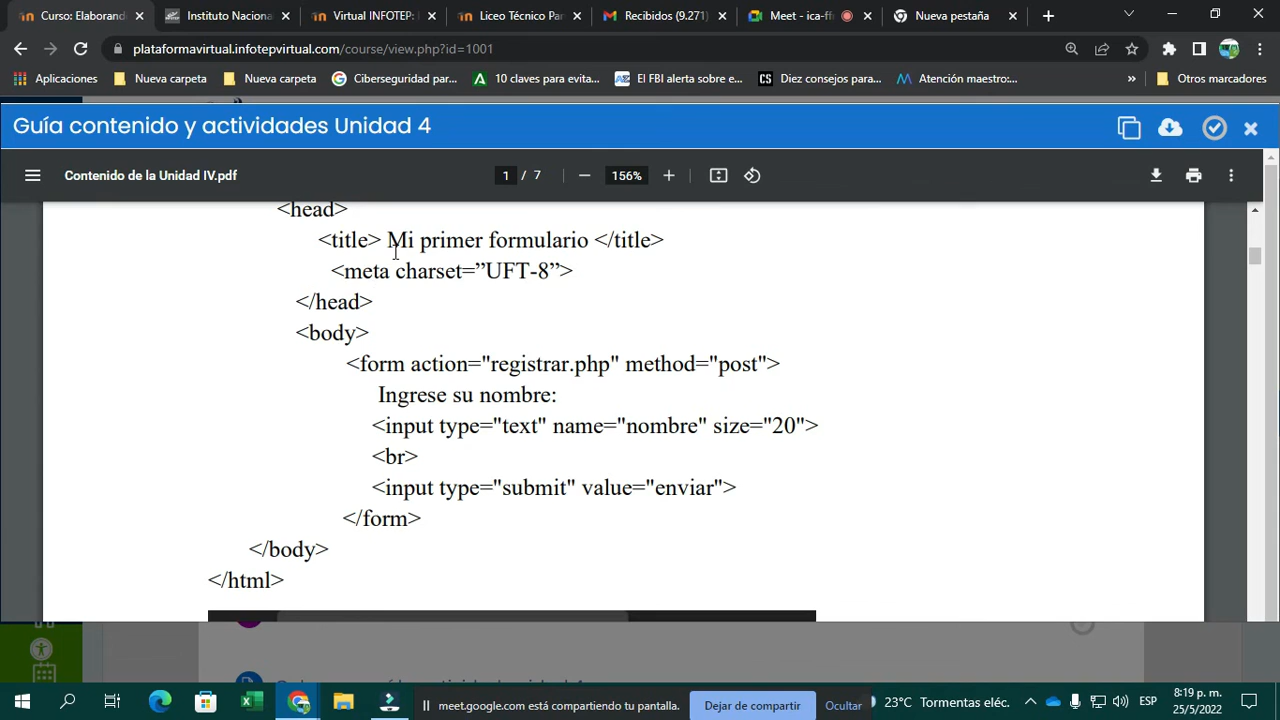 Curso: Elaborand
Instituto Naciona
Virtual INFOTEP:
Liceo Técnico Par
Recibidos (9.271)
Meet - ica-ff
Nueva pestaña
plataformavirtual.infotepvirtual.com/course/view.php?id=1001
Aplicaciones
Nueva carpeta
Nueva carpeta
Ciberseguridad par...
10 claves para evita...
El FBI alerta sobre e...
Diez consejos para...
Atención maestro:...
»
Otros marcadores
Guía contenido y actividades Unidad 4
Contenido de la Unidad IV.pdf
1 / 7
156%
<head>
<title> Mi primer formulario </title>
<meta charset=”UFT-8”>
</head>
<body>
<form action="registrar.php" method="post">
Ingrese su nombre:
<input type="text" name="nombre" size="20">
<br>
<input type="submit" value="enviar">
</form>
</body>
</html>
meet.google.com está compartiendo tu pantalla.
Dejar de compartir
Ocultar
23°C Tormentas eléc.
ESP
8:19 p. m.
25/5/2022